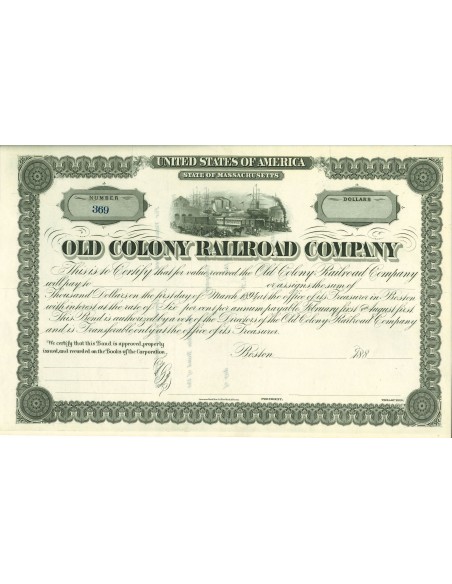 UNITED STATES OF AMERICA
STATE OF MASSACHUSETTS
NUMBER
369
DOLLARS
OLD COLONY RAILROAD COMPANY
This is to Certify that for value received the Old Colony Railroad Company
will pay to or assigns the sum of
Thousand Dollars on the first day of March 1894 at the office of its Treasurer in Boston
with interest at the rate of Six per cent per annum payable February first & August first.
This Bond is authorized by a vote of the Directors of the Old Colony Railroad Company
and is Transferable only at the office of its Treasurer.
We certify that this Bond is approved, properly
issued, and recorded on the Books of the Corporation.
Boston 188
PRESIDENT.
TREASURER.